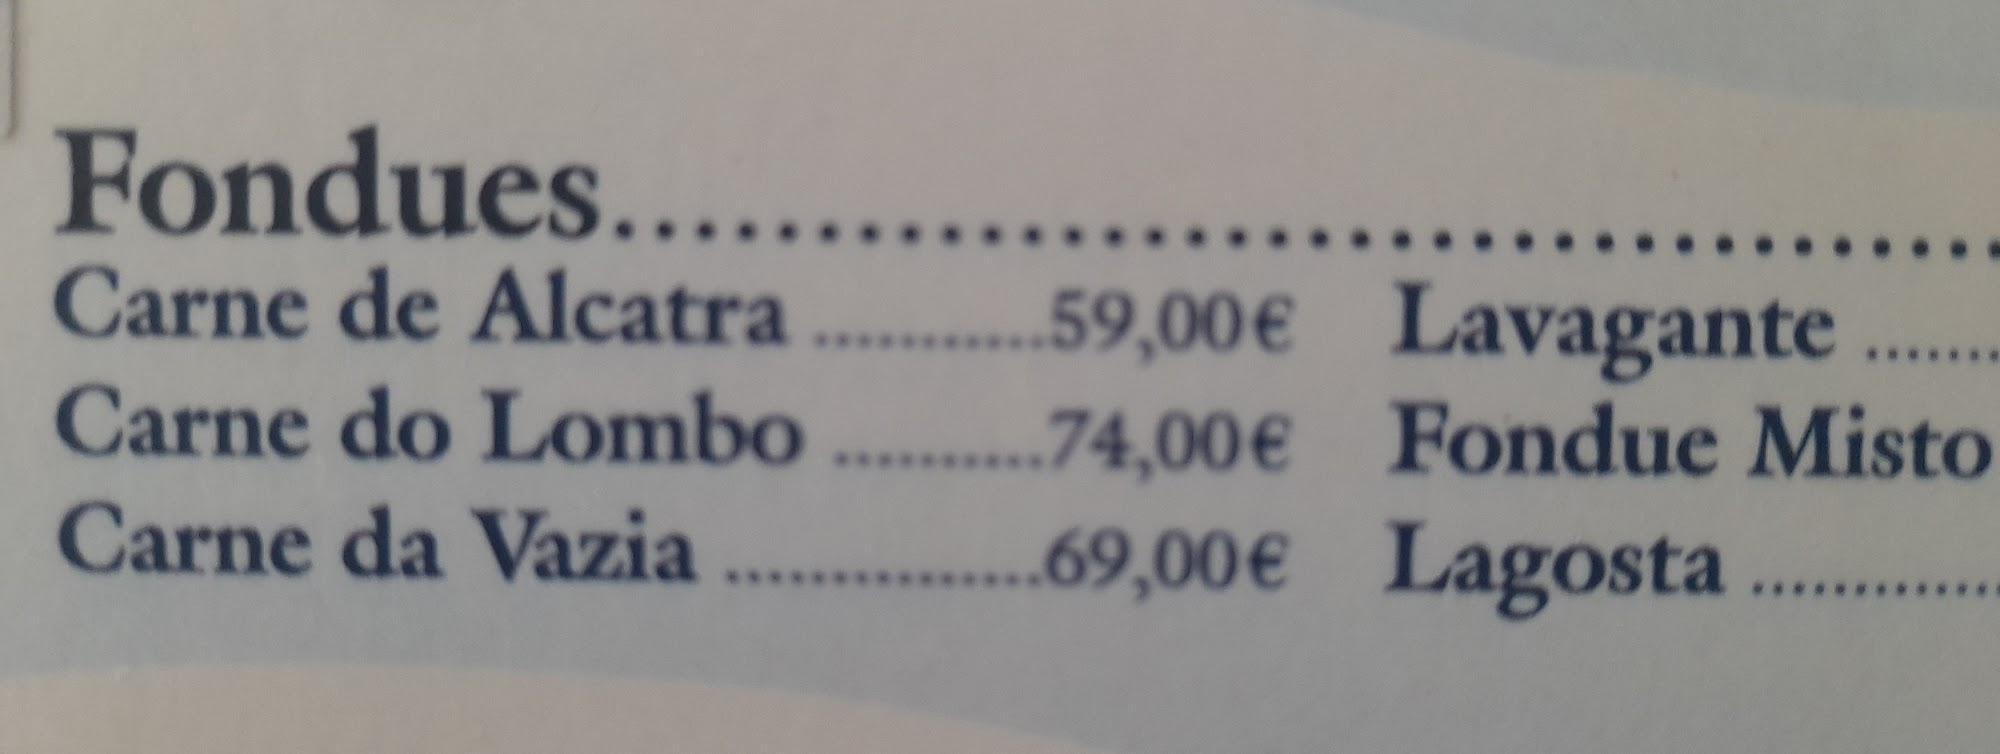 Fondues..................................
Carne de Alcatra ...........59,00€ Lavagante .......
Carne do Lombo ..........74,00€ Fondue Misto
Carne da Vazia ...............69,00€ Lagosta .............